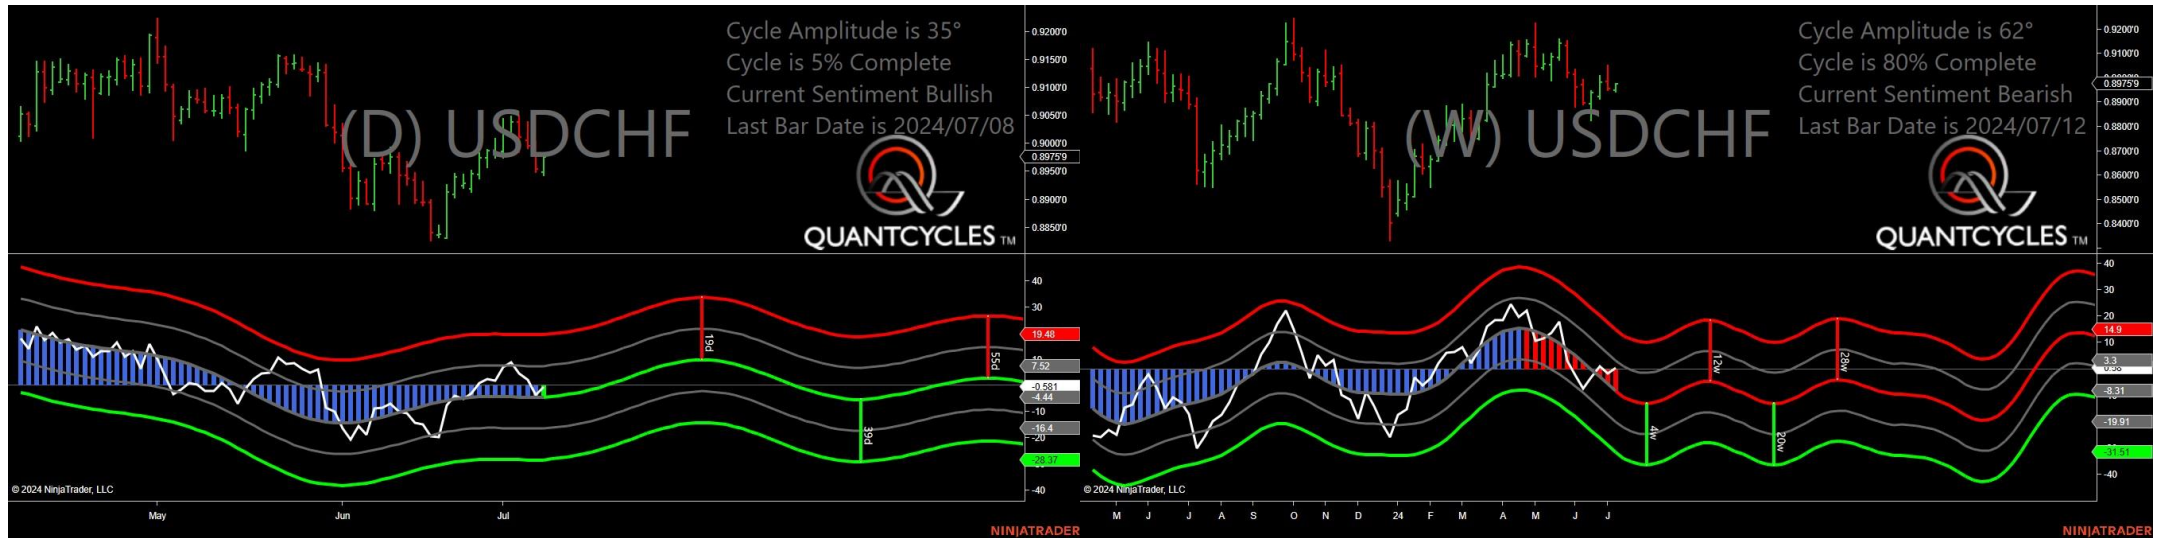 Cycle Amplitude is 35°
Cycle is 5% Complete
Current Sentiment Bullish
Last Bar Date is 2024/07/08
(D) USDCHF
QUANTCYCLES TM
0.9200'0
0.9150'0
0.9100'0
0.9050'0
0.9000'0
0.8975'9
0.8950'0
0.8900'0
0.8850'0
19d
39d
55d
40
30
19.48
10
7.52
-0.581
-4.44
-10
-16.4
-20
-28.37
-40
© 2024 NinjaTrader, LLC
May Jun Jul
NINJATRADER
Cycle Amplitude is 62°
Cycle is 80% Complete
Current Sentiment Bearish
Last Bar Date is 2024/07/12
(W) USDCHF
QUANTCYCLES TM
0.9200'0
0.9100'0
0.8975'9
0.8900'0
0.8800'0
0.8700'0
0.8600'0
0.8500'0
0.8400'0
4w
12w
20w
28w
40
30
20
14.9
10
3.3
0.58
-8.31
-19.91
-31.51
-40
© 2024 NinjaTrader, LLC
M J J A S O N D 24 F M A M J J
NINJATRADER